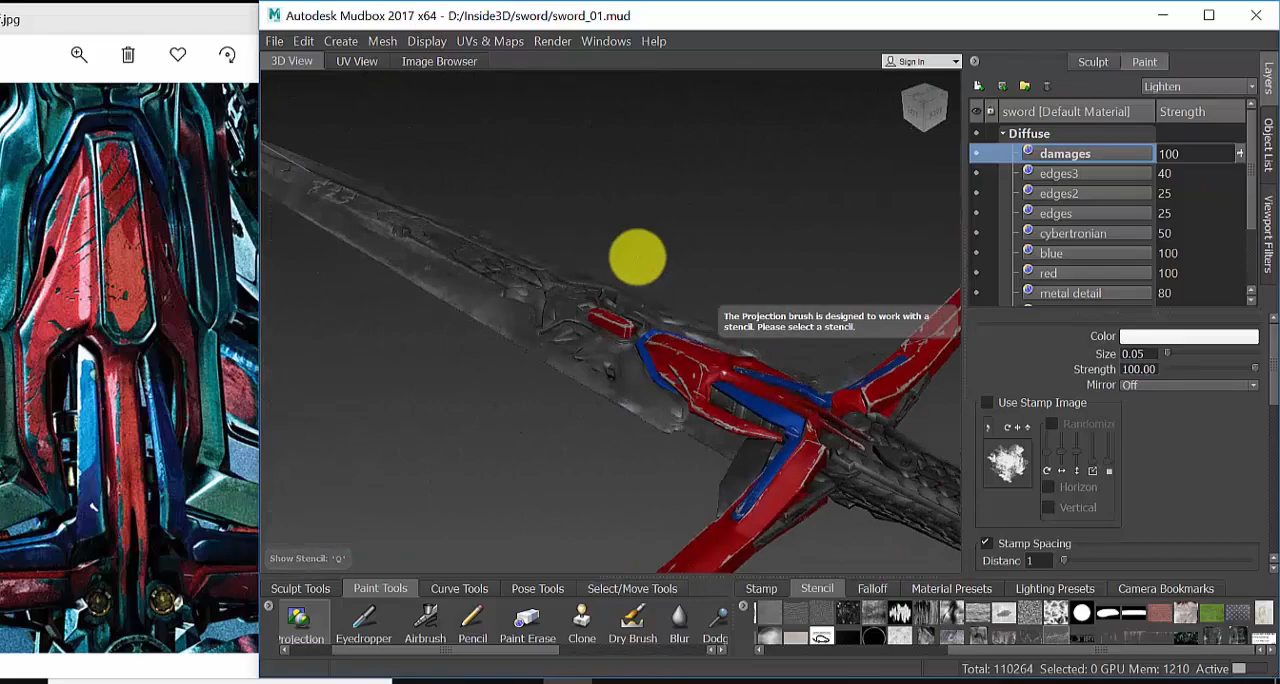 .jpg
Autodesk Mudbox 2017 x64 - D:/Inside3D/sword/sword_01.mud
File Edit Create Mesh Display UVs & Maps Render Windows Help
3D View UV View Image Browser
Sign In
Sculpt Paint
Lighten
sword [Default Material] Strength
Diffuse
damages 100
edges3 40
edges2 25
edges 25
cybertronian 50
blue 100
red 100
metal detail 80
Layers
Object List
Viewport Filters
The Projection brush is designed to work with a
stencil. Please select a stencil.
Color
Size 0.05
Strength 100.00
Mirror Off
Use Stamp Image
Randomize
Horizon
Vertical
Stamp Spacing
Distanc 1
Show Stencil: 'Q'
Sculpt Tools Paint Tools Curve Tools Pose Tools Select/Move Tools
Stamp Stencil Falloff Material Presets Lighting Presets Camera Bookmarks
Projection Eyedropper Airbrush Pencil Paint Erase Clone Dry Brush Blur Dodg
Total: 110264 Selected: 0 GPU Mem: 1210 Active